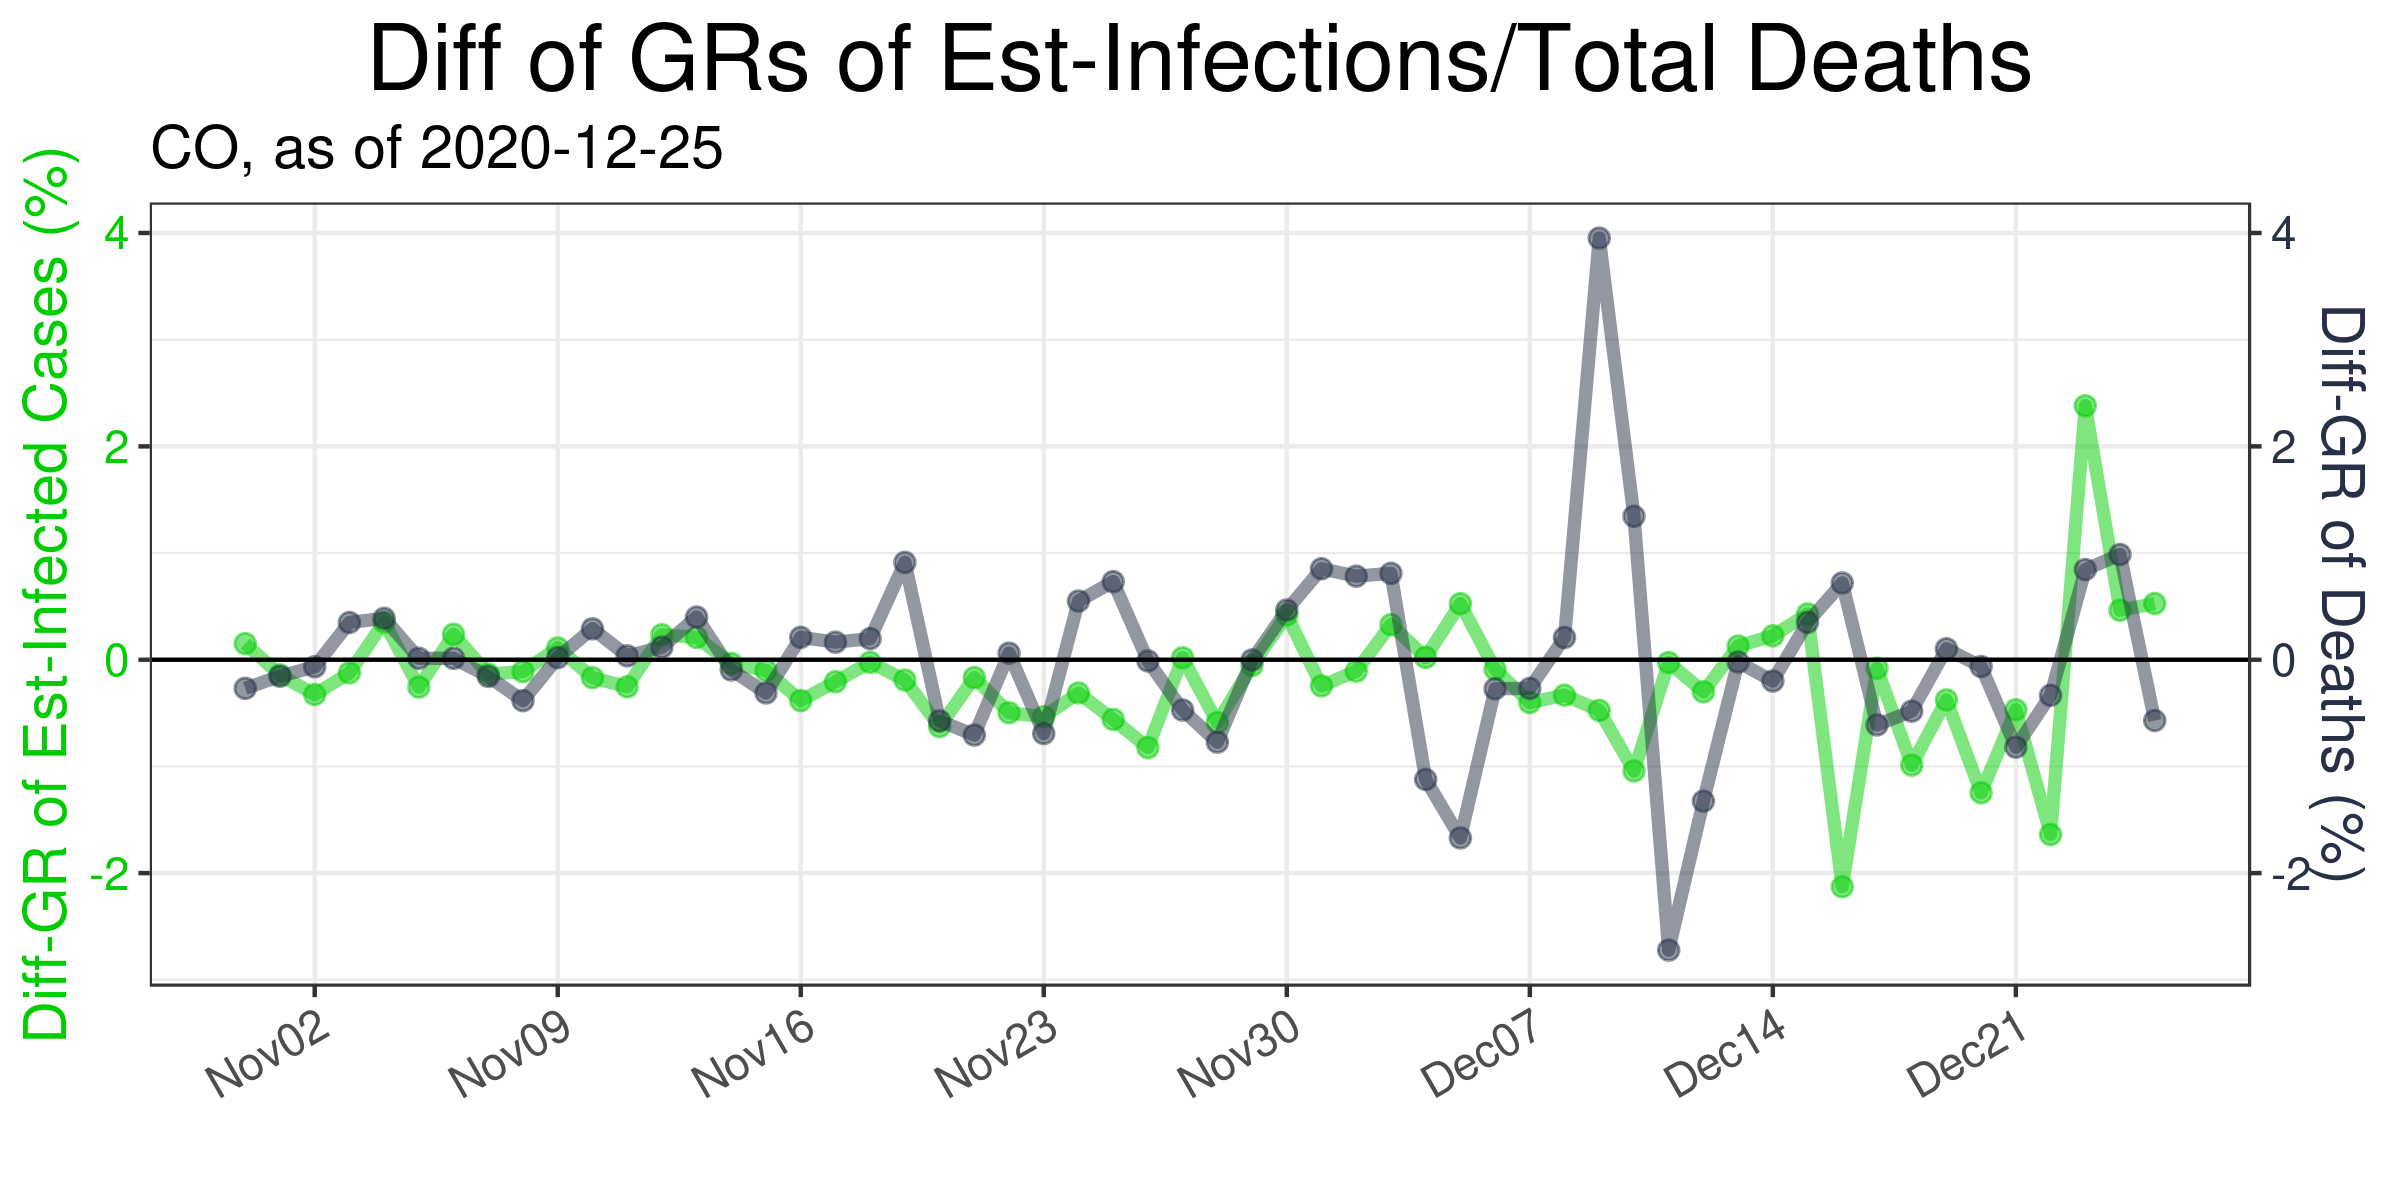 Diff of GRs of Est-Infections/Total Deaths
CO, as of 2020-12-25
Diff-GR of Est-Infected Cases (%)
4
2
0
-2
4
2
0
-2
Diff-GR of Deaths (%)
Nov02
Nov09
Nov16
Nov23
Nov30
Dec07
Dec14
Dec21